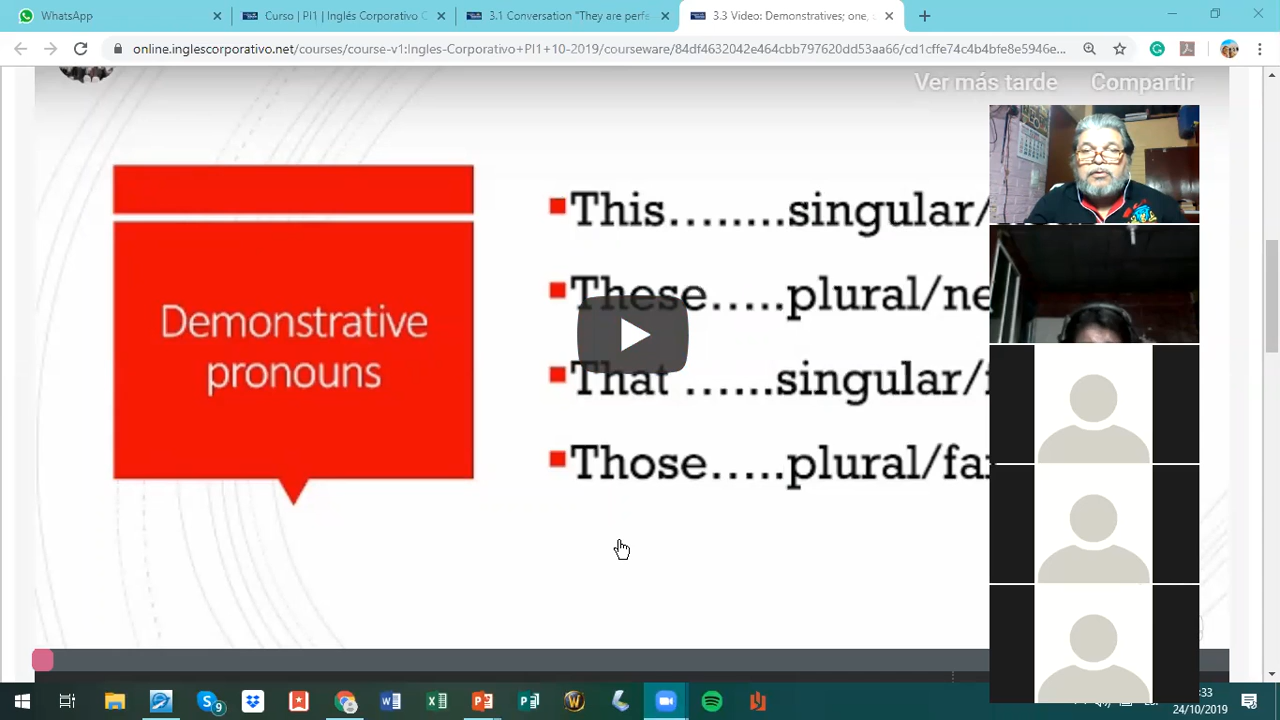 WhatsApp
Curso | PI1 | Inglés Corporativo
3.1 Conversation "They are perfe
3.3 Video: Demonstratives; one,
online.inglescorporativo.net/courses/course-v1:Ingles-Corporativo+PI1+10-2019/courseware/84df4632042e464cbb797620dd53aa66/cd1cffe74c4b4bfe8e5946e...
Ver más tarde
Compartir
Demonstrative
pronouns
This........singular/
These.....plural/ne
That ......singular/
Those.....plural/far
:33
24/10/2019